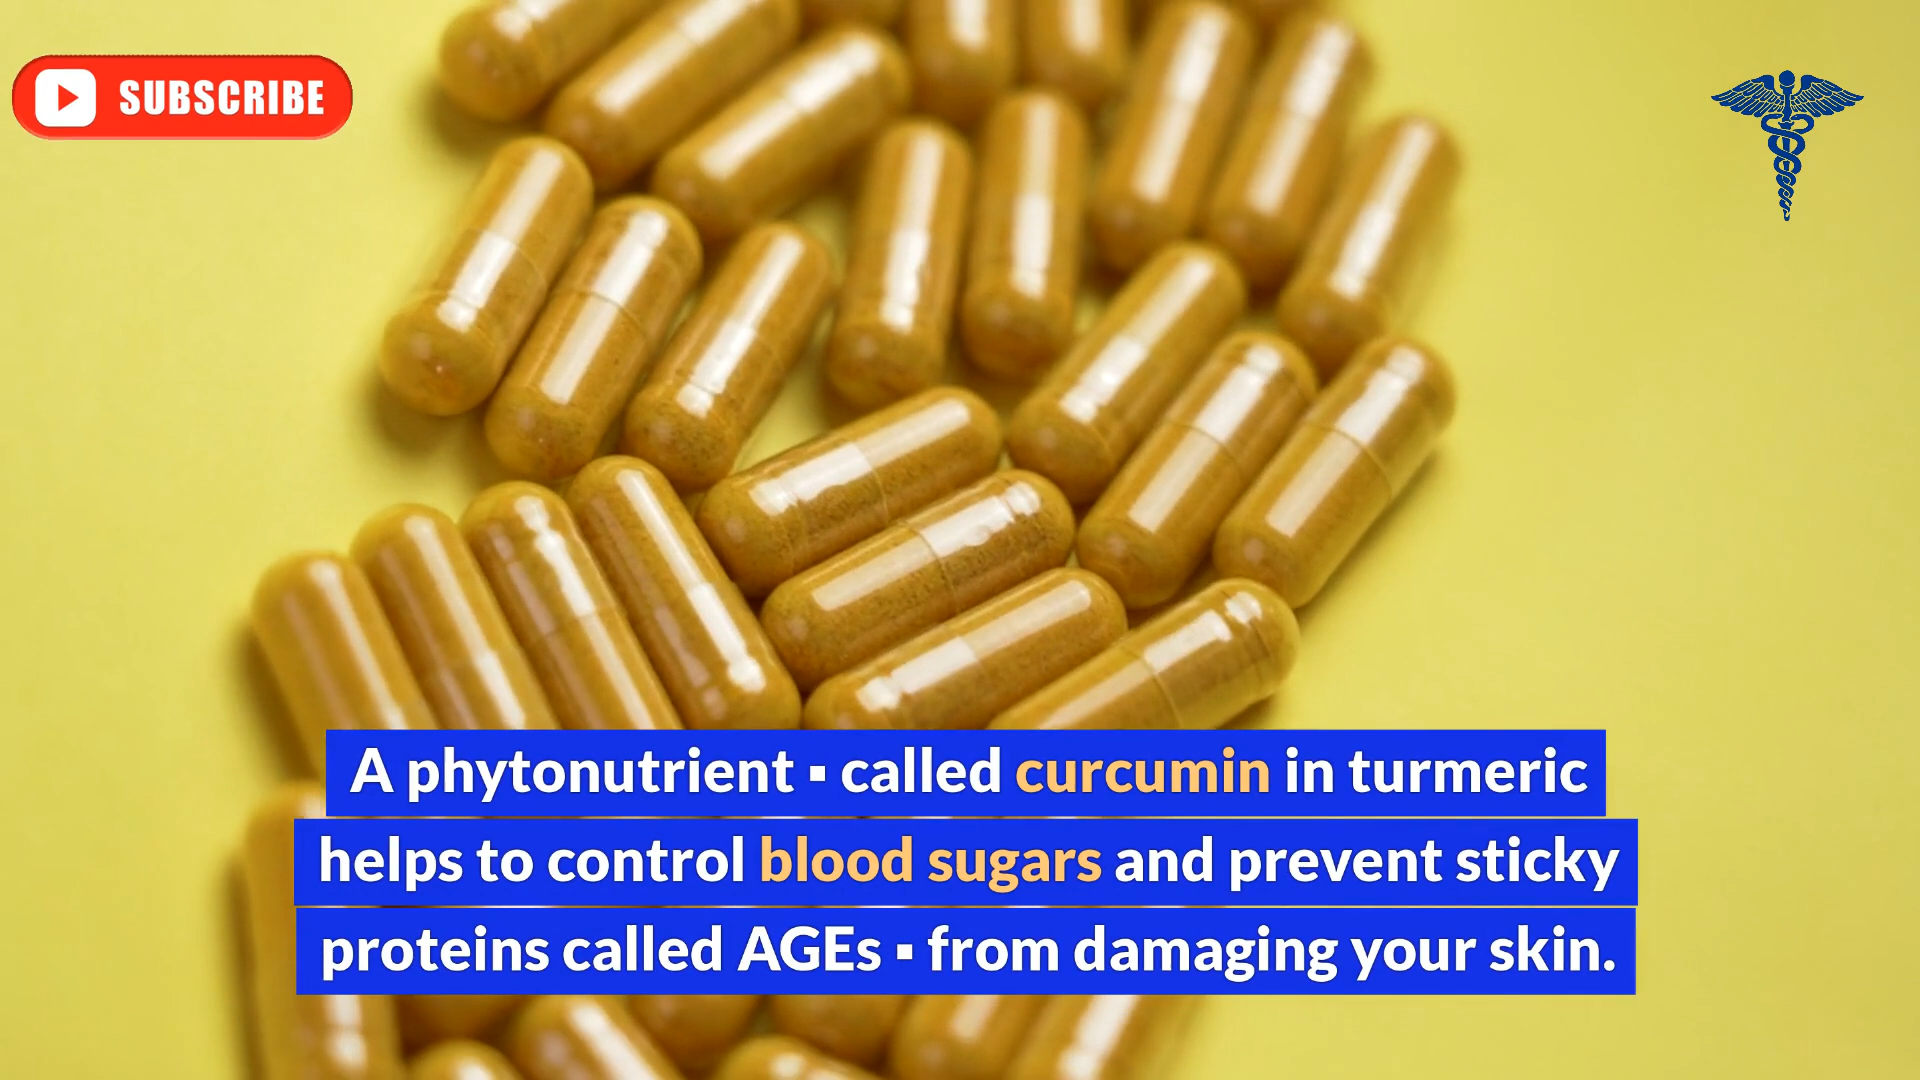 SUBSCRIBE
A phytonutrient ▪ called curcumin in turmeric
helps to control blood sugars and prevent sticky
proteins called AGEs ▪ from damaging your skin.